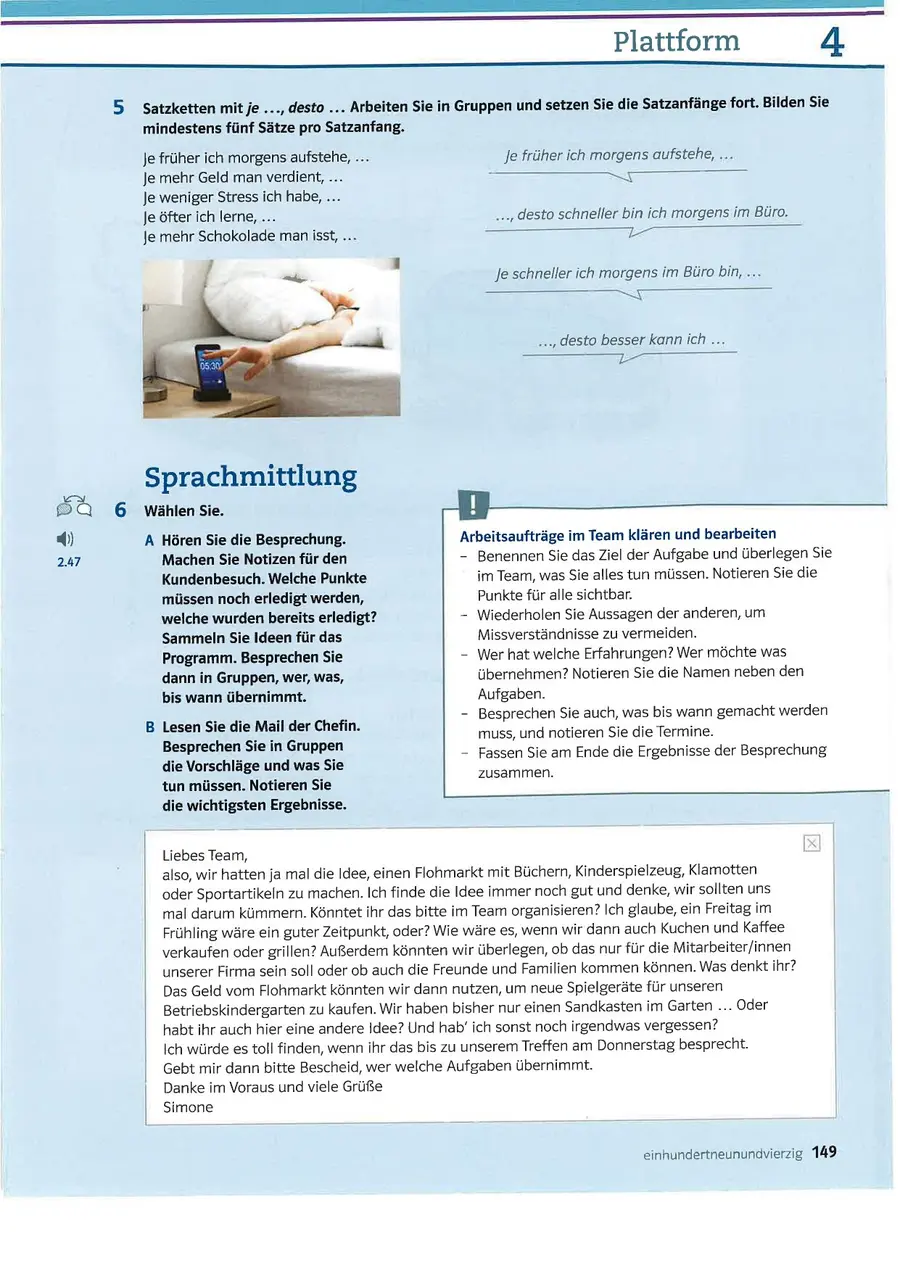 Plattform 4
5 Satzketten mit je ..., desto ... Arbeiten Sie in Gruppen und setzen Sie die Satzanfänge fort. Bilden Sie
mindestens fünf Sätze pro Satzanfang.
Je früher ich morgens aufstehe, ...
Je mehr Geld man verdient, ...
Je weniger Stress ich habe, ...
Je öfter ich lerne, ...
Je mehr Schokolade man isst, ...
Je früher ich morgens aufstehe, ...
..., desto schneller bin ich morgens im Büro.
Je schneller ich morgens im Büro bin, ...
..., desto besser kann ich ...
05:30
Sprachmittlung
6 Wählen Sie.
2.47
A Hören Sie die Besprechung.
Machen Sie Notizen für den
Kundenbesuch. Welche Punkte
müssen noch erledigt werden,
welche wurden bereits erledigt?
Sammeln Sie Ideen für das
Programm. Besprechen Sie
dann in Gruppen, wer, was,
bis wann übernimmt.
B Lesen Sie die Mail der Chefin.
Besprechen Sie in Gruppen
die Vorschläge und was Sie
tun müssen. Notieren Sie
die wichtigsten Ergebnisse.
!
Arbeitsaufträge im Team klären und bearbeiten
– Benennen Sie das Ziel der Aufgabe und überlegen Sie
im Team, was Sie alles tun müssen. Notieren Sie die
Punkte für alle sichtbar.
– Wiederholen Sie Aussagen der anderen, um
Missverständnisse zu vermeiden.
– Wer hat welche Erfahrungen? Wer möchte was
übernehmen? Notieren Sie die Namen neben den
Aufgaben.
– Besprechen Sie auch, was bis wann gemacht werden
muss, und notieren Sie die Termine.
– Fassen Sie am Ende die Ergebnisse der Besprechung
zusammen.
Liebes Team,
also, wir hatten ja mal die Idee, einen Flohmarkt mit Büchern, Kinderspielzeug, Klamotten
oder Sportartikeln zu machen. Ich finde die Idee immer noch gut und denke, wir sollten uns
mal darum kümmern. Könntet ihr das bitte im Team organisieren? Ich glaube, ein Freitag im
Frühling wäre ein guter Zeitpunkt, oder? Wie wäre es, wenn wir dann auch Kuchen und Kaffee
verkaufen oder grillen? Außerdem könnten wir überlegen, ob das nur für die Mitarbeiter/innen
unserer Firma sein soll oder ob auch die Freunde und Familien kommen können. Was denkt ihr?
Das Geld vom Flohmarkt könnten wir dann nutzen, um neue Spielgeräte für unseren
Betriebskindergarten zu kaufen. Wir haben bisher nur einen Sandkasten im Garten ... Oder
habt ihr auch hier eine andere Idee? Und hab' ich sonst noch irgendwas vergessen?
Ich würde es toll finden, wenn ihr das bis zu unserem Treffen am Donnerstag besprecht.
Gebt mir dann bitte Bescheid, wer welche Aufgaben übernimmt.
Danke im Voraus und viele Grüße
Simone
einhundertneunundvierzig 149